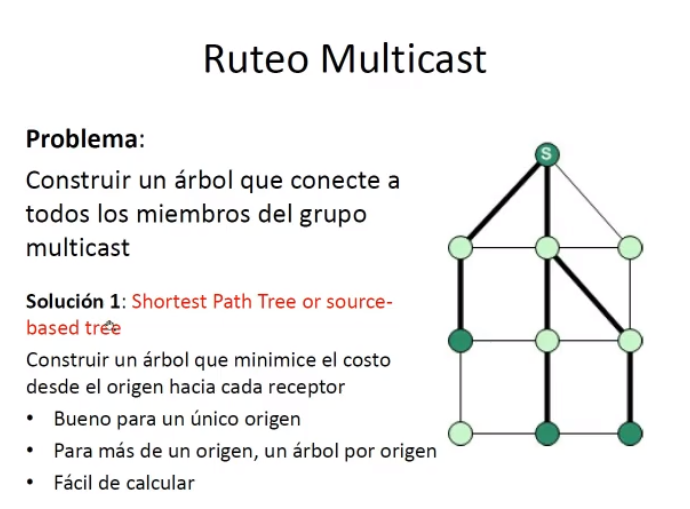 Ruteo Multicast
Problema:
Construir un árbol que conecte a
todos los miembros del grupo
multicast
Solución 1: Shortest Path Tree or source-
based tree
Construir un árbol que minimice el costo
desde el origen hacia cada receptor
• Bueno para un único origen
• Para más de un origen, un árbol por origen
• Fácil de calcular
S